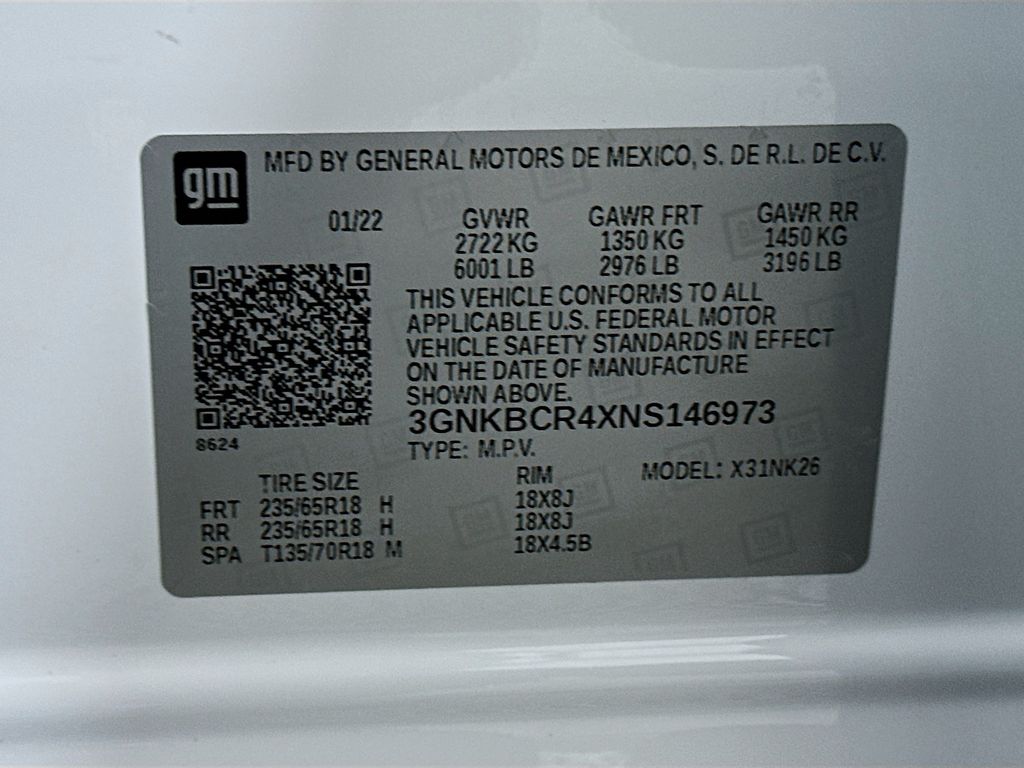 gm MFD BY GENERAL MOTORS DE MEXICO, S. DE R.L. DE C.V.
01/22 GVWR GAWR FRT GAWR RR
2722 KG 1350 KG 1450 KG
6001 LB 2976 LB 3196 LB
THIS VEHICLE CONFORMS TO ALL
APPLICABLE U.S. FEDERAL MOTOR
VEHICLE SAFETY STANDARDS IN EFFECT
ON THE DATE OF MANUFACTURE
SHOWN ABOVE.
3GNKBCR4XNS146973
8624
TYPE: M.P.V.
TIRE SIZE RIM MODEL: X31NK26
FRT 235/65R18 H 18X8J
RR 235/65R18 H 18X8J
SPA T135/70R18 M 18X4.5B